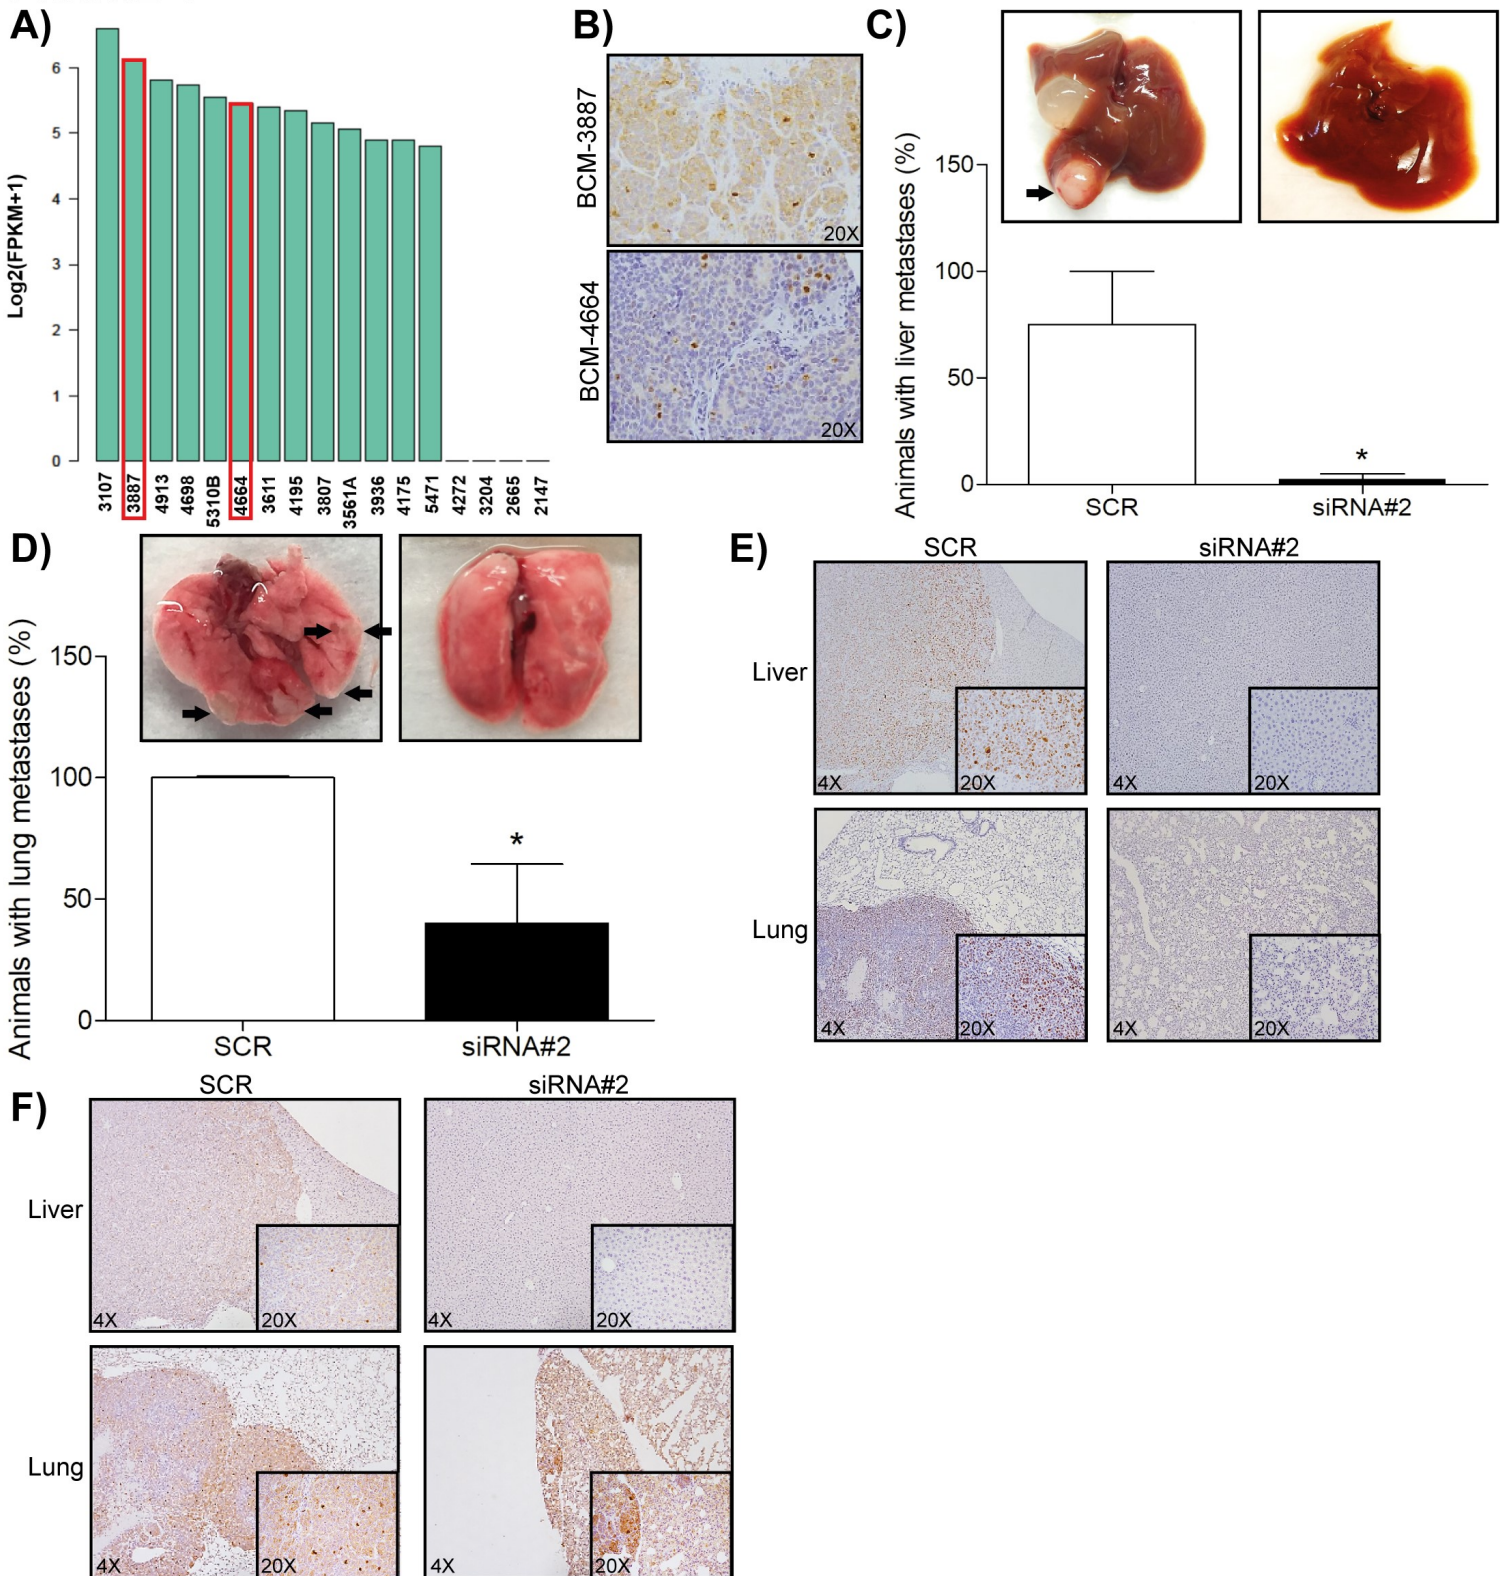 A)
Log2(FPKM+1)
6
5
4
3
2
1
0
3107
3887
4913
4698
5310B
4664
3611
4195
3807
3561A
3936
4175
5471
4272
3204
2665
2147
B)
BCM-3887
20X
BCM-4664
20X
C)
Animals with liver metastases (%)
150
100
50
0
*
SCR
siRNA#2
D)
Animals with lung metastases (%)
150
100
50
0
*
SCR
siRNA#2
E)
SCR
siRNA#2
Liver
4X
20X
4X
20X
Lung
4X
20X
4X
20X
F)
SCR
siRNA#2
Liver
4X
20X
4X
20X
Lung
4X
20X
4X
20X